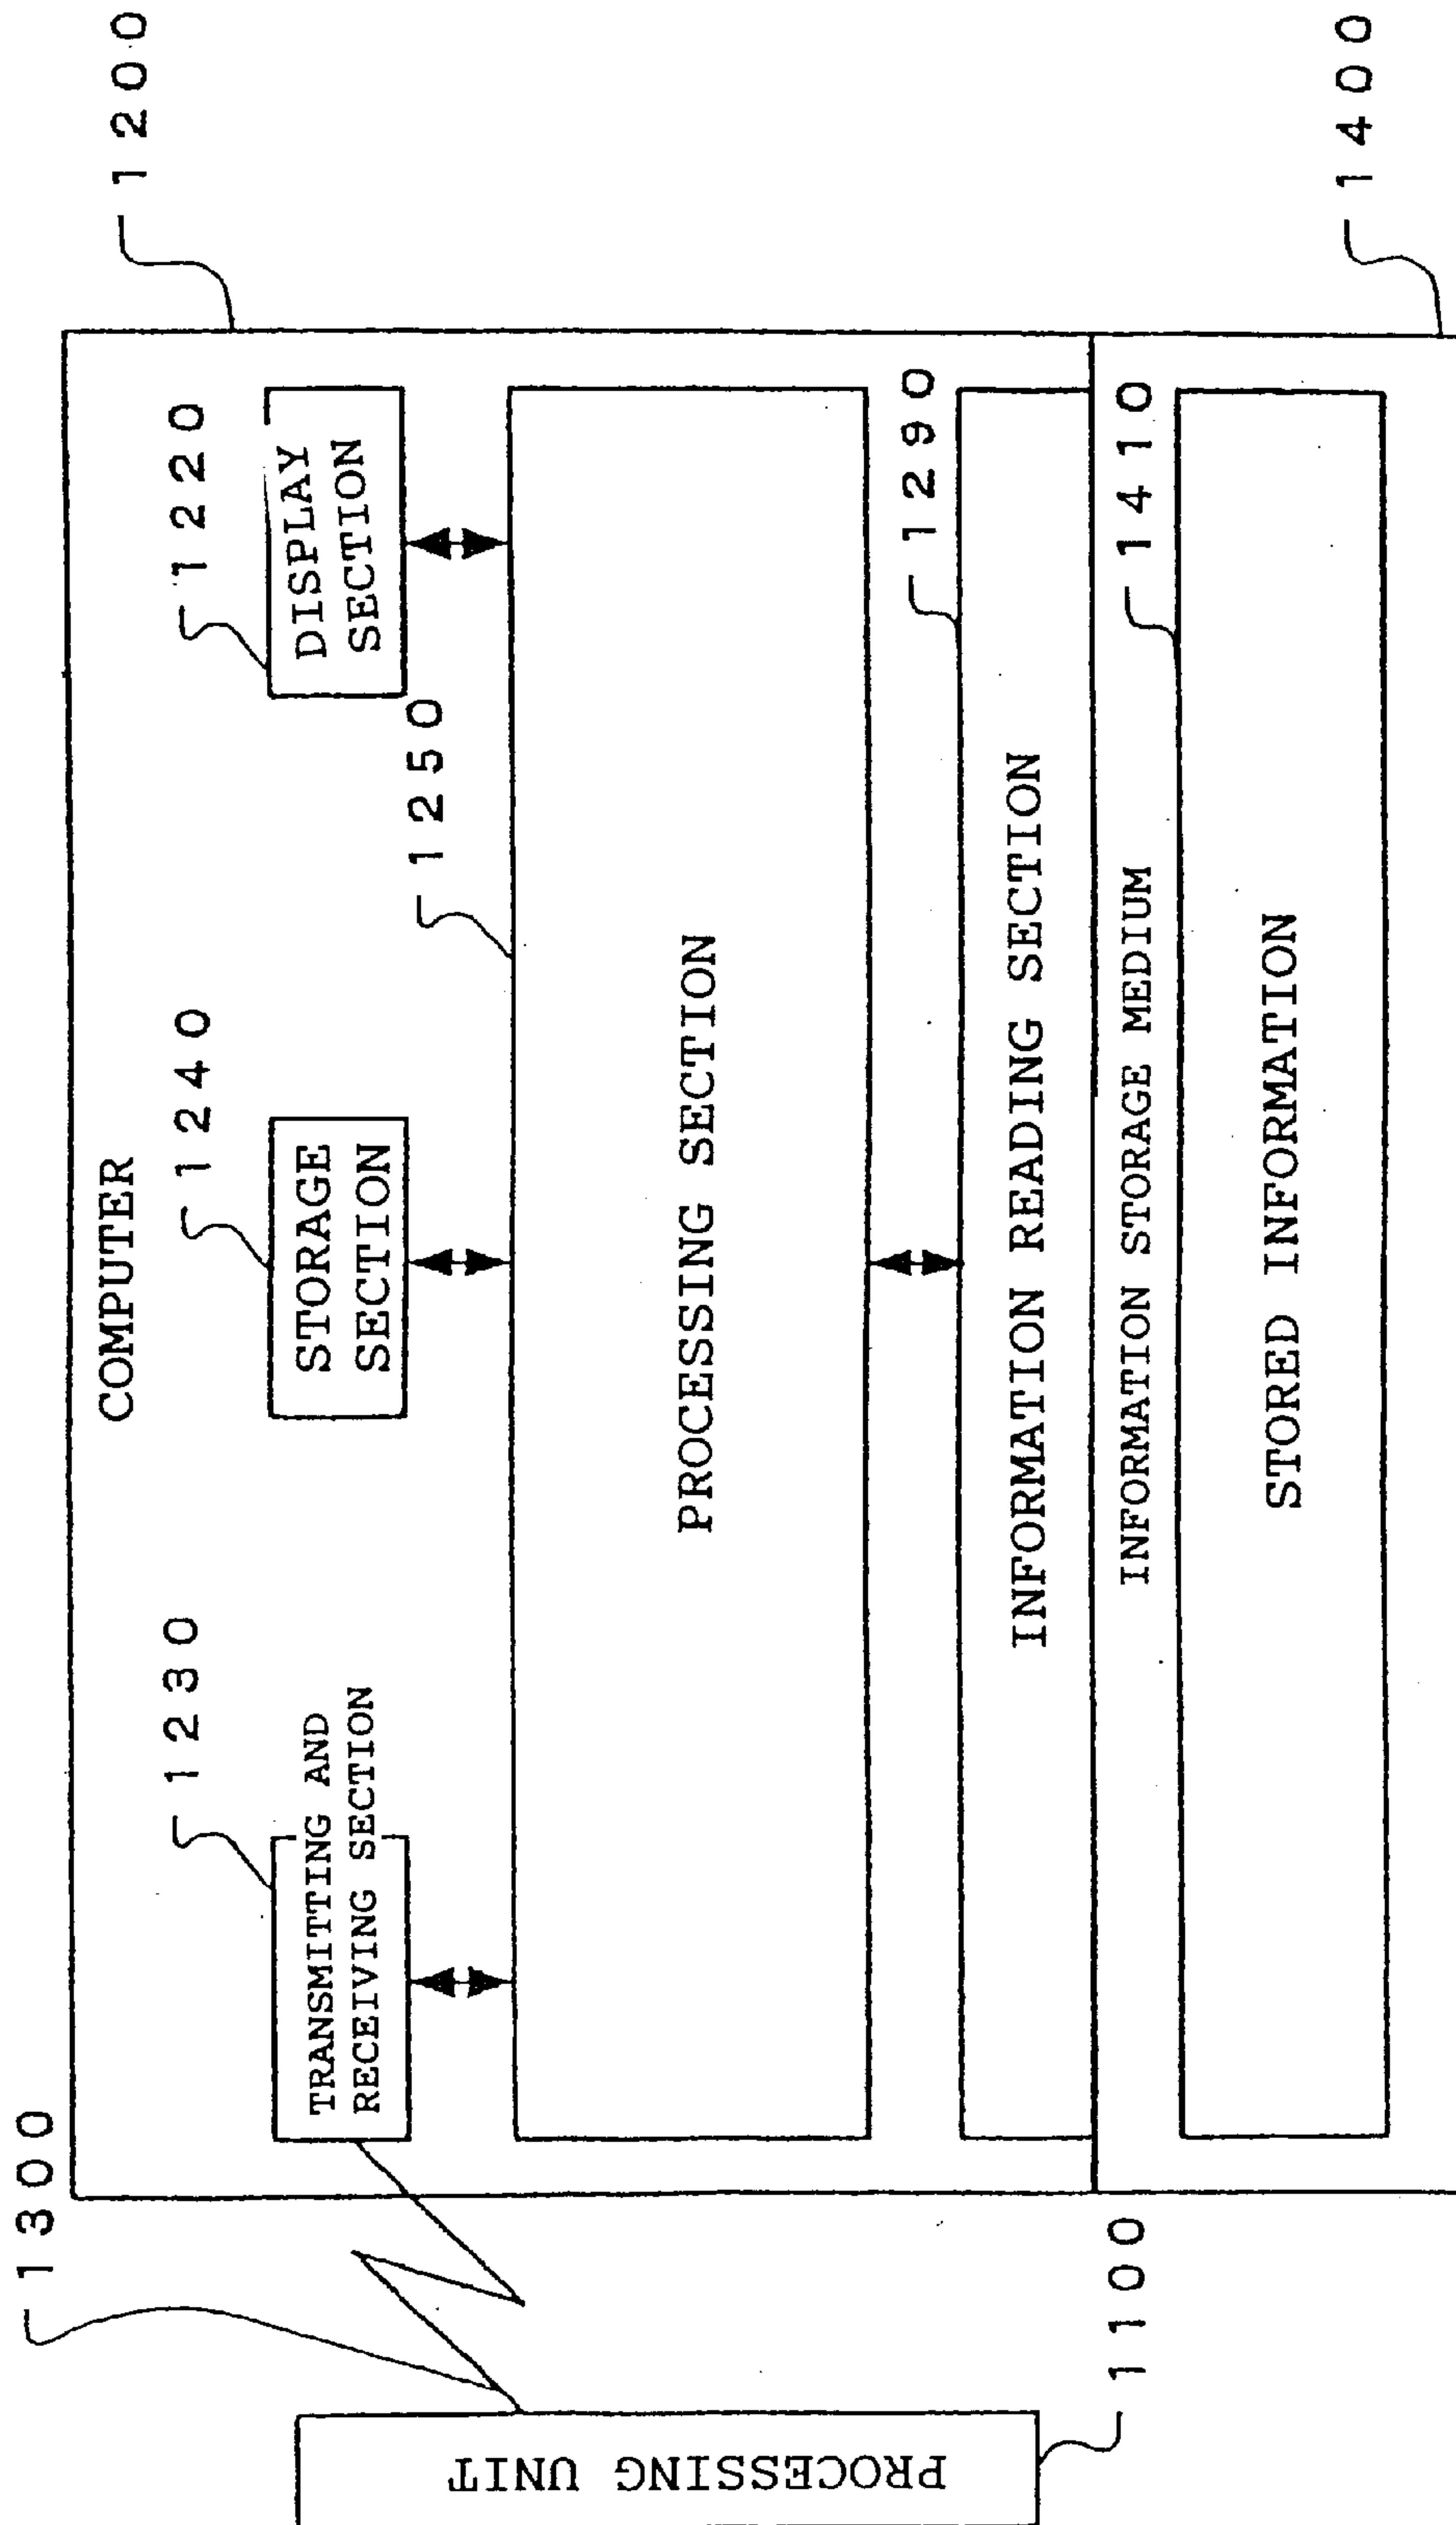 1300
PROCESSING UNIT
1100
COMPUTER
1200
1230
TRANSMITTING AND
RECEIVING SECTION
1240
STORAGE
SECTION
1220
DISPLAY
SECTION
1250
PROCESSING SECTION
1290
INFORMATION READING SECTION
INFORMATION STORAGE MEDIUM
1410
STORED INFORMATION
1400